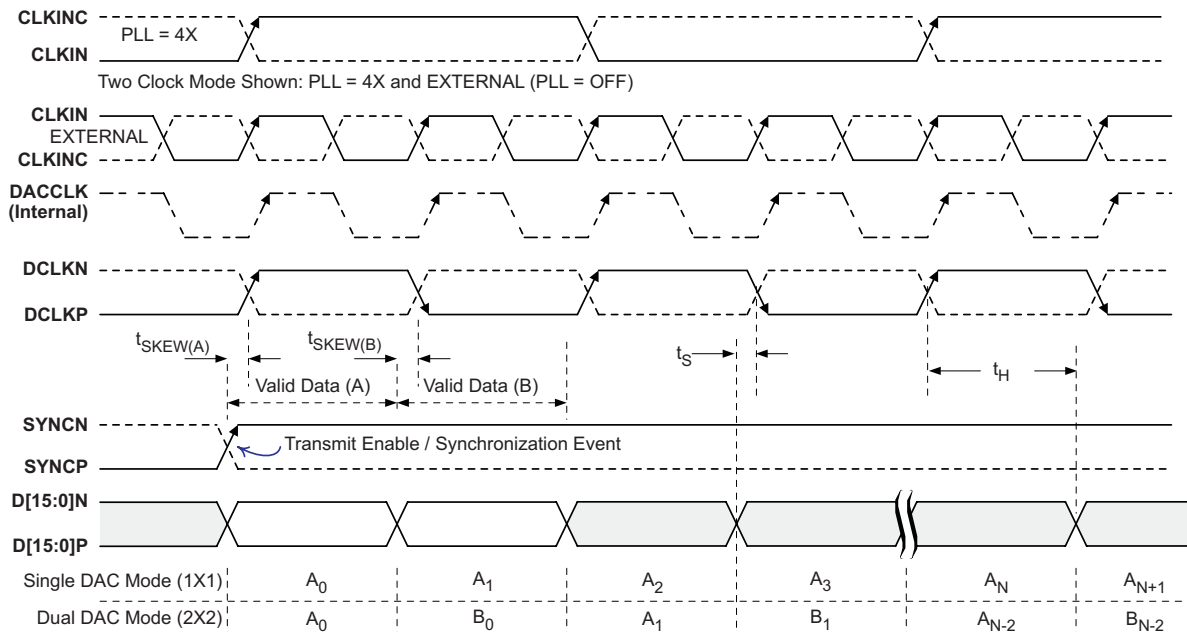 CLKINC
PLL = 4X
CLKIN
Two Clock Mode Shown: PLL = 4X and EXTERNAL (PLL = OFF)
CLKIN
EXTERNAL
CLKINC
DACCLK
(Internal)
DCLKN
DCLKP
tSKEW(A) tSKEW(B) tS tH
Valid Data (A) Valid Data (B)
SYNCN
Transmit Enable / Synchronization Event
SYNCP
D[15:0]N
D[15:0]P
Single DAC Mode (1X1) A0 A1 A2 A3 AN AN+1
Dual DAC Mode (2X2) A0 B0 A1 B1 AN-2 BN-2